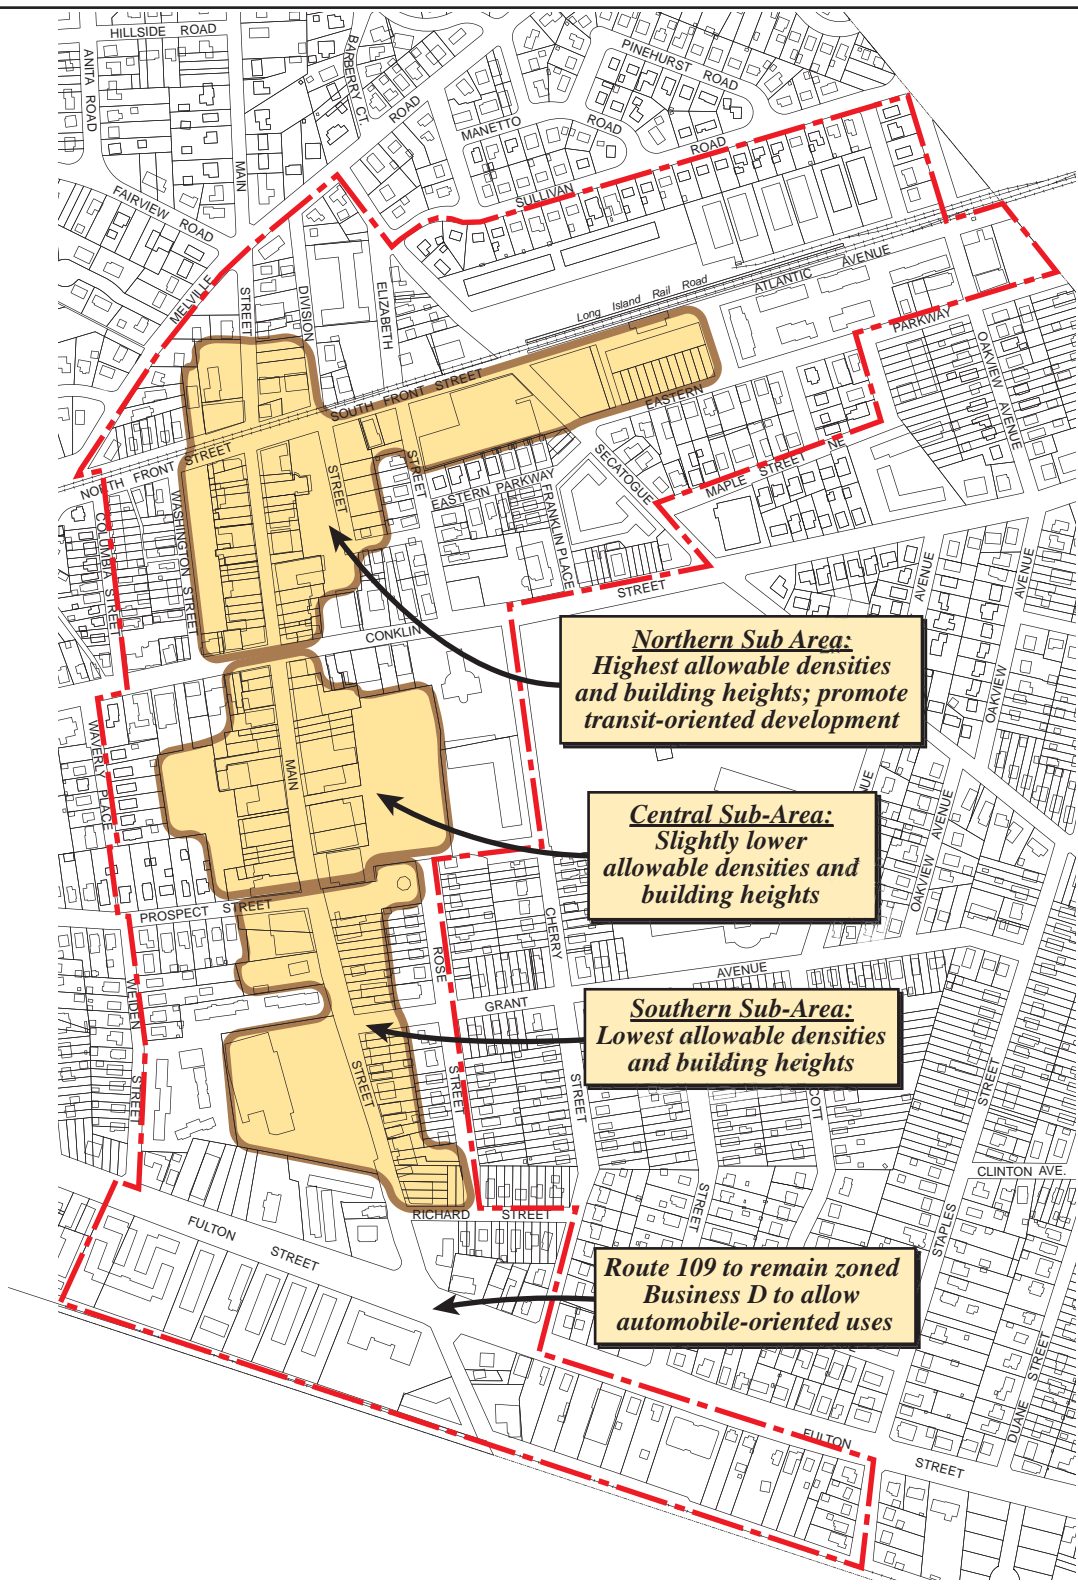 HILLSIDE ROAD
ANITA ROAD
BARBERRY CT
PINEHURST ROAD
ROAD
MANETTO
ROAD
ROAD
MAIN
SULLIVAN
FAIRVIEW ROAD
MELVILLE
STREET
DIVISION
ELIZABETH
Long Island Rail Road
ATLANTIC AVENUE
PARKWAY
OAKVIEW AVENUE
SOUTH FRONT STREET
EASTERN
NORTH FRONT STREET
STREET
STREET
SECATOGUE
MAPLE STREET NE
EASTERN PARKWAY
FRANKLIN PLACE
COLUMBIA STREET
WASHINGTON STREET
AVENUE
AVENUE
STREET
CONKLIN
Northern Sub Area:
Highest allowable densities
and building heights; promote
transit-oriented development
OAKVIEW
WAVERLY PLACE
MAIN
NUE
AVENUE
Central Sub-Area:
Slightly lower
allowable densities and
building heights
OAKVIEW
PROSPECT STREET
CHERRY
ROSE
AVENUE
GRANT
WEIDEN
Southern Sub-Area:
Lowest allowable densities
and building heights
STREET
STREET
STREET
STREET
STREET
COTT
CLINTON AVE.
STREET
RICHARD STREET
STAPLES
FULTON STREET
Route 109 to remain zoned
Business D to allow
automobile-oriented uses
DUANE STREET
FULTON
STREET